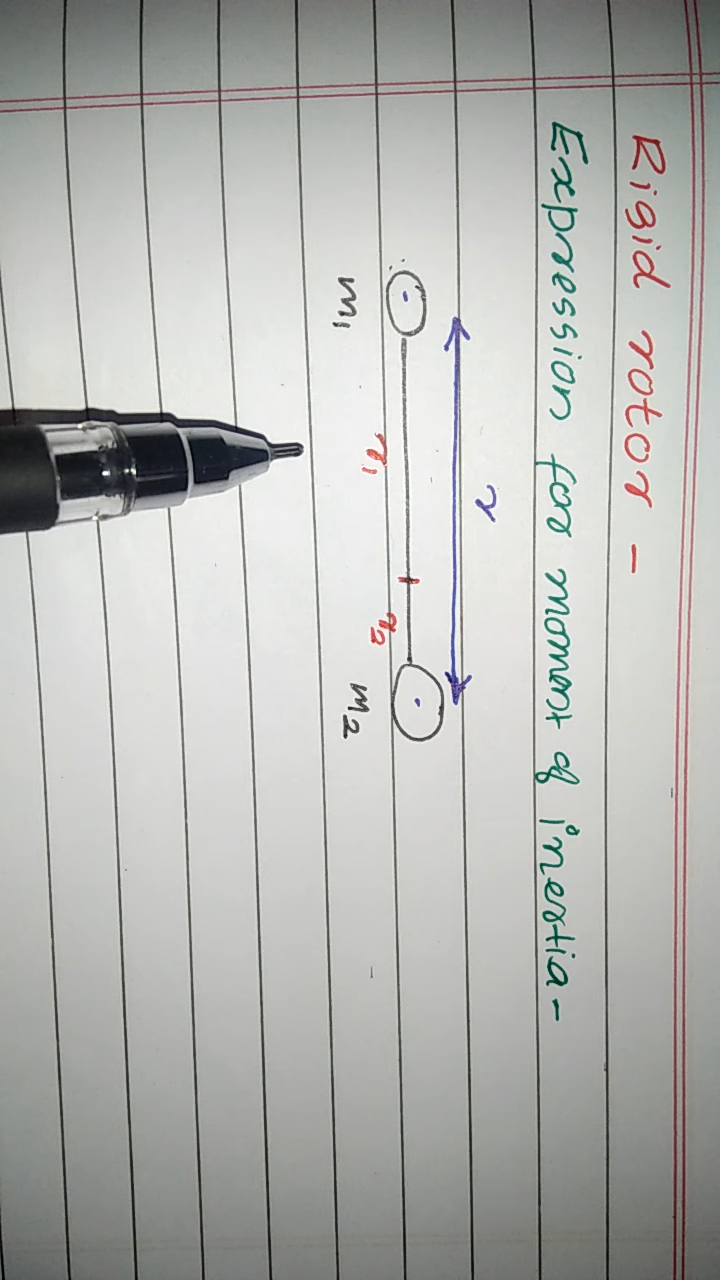 Rigid rotor -
Expression for moment of inertia -
r
r₁ r₂
m₁ m₂